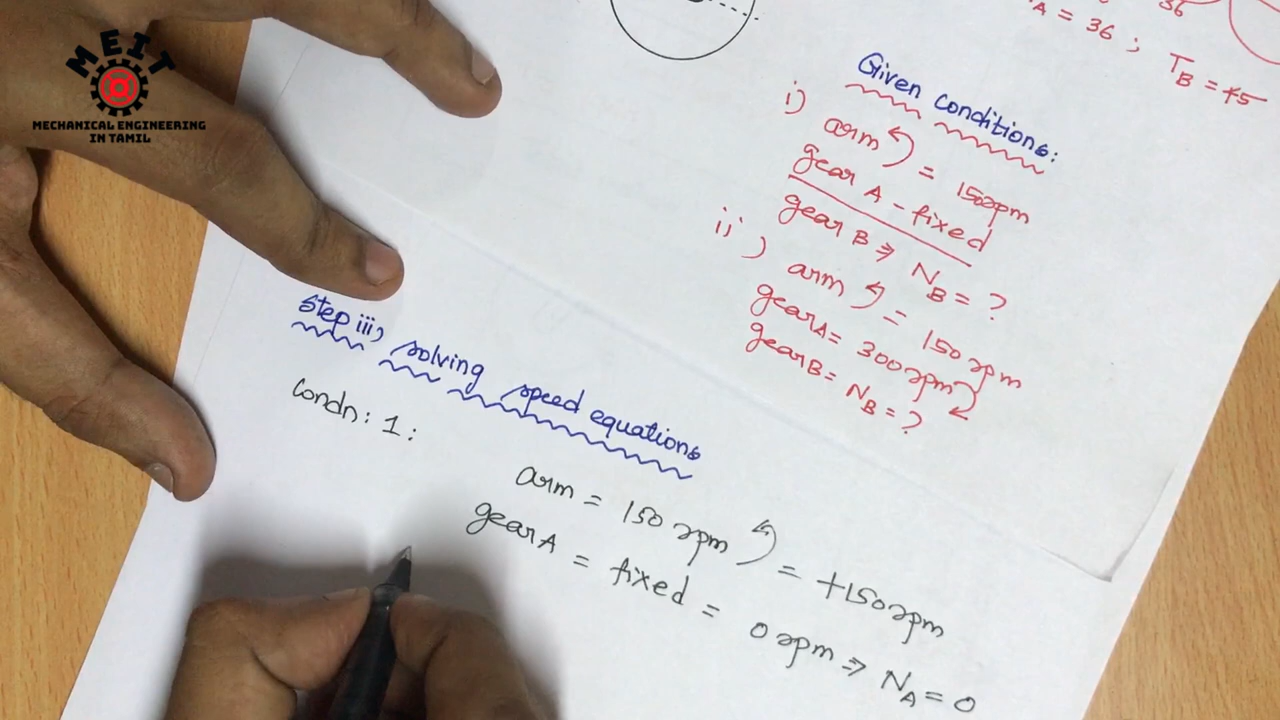 MEIT
MECHANICAL ENGINEERING
IN TAMIL
36
A = 36 ; T_B = 45
Given Conditions:
i) arm ↶ = 150rpm
gear A - fixed
gear B ⇒ N_B = ?
ii) arm ↶ = 150 rpm
gear A = 300rpm
gear B = N_B = ?
Step iii, solving speed equations
Condn: 1:
arm = 150 rpm ↶ = +150rpm
gear A = fixed = 0 rpm ⇒ N_A = 0